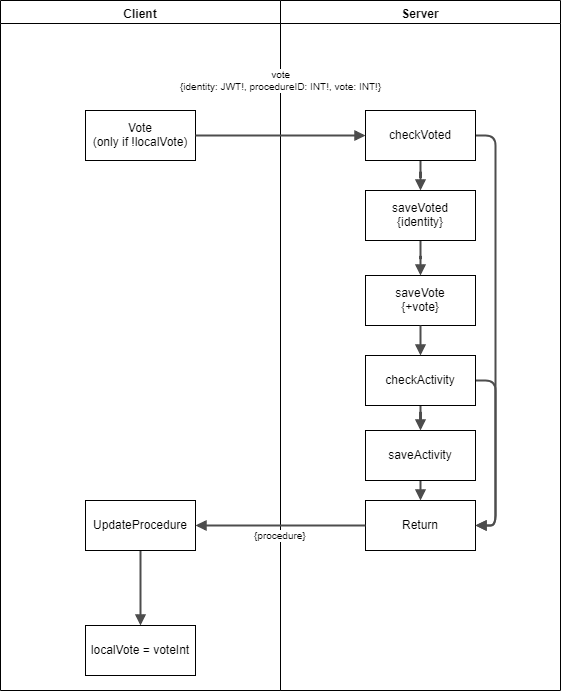 Client
Server
vote
{identity: JWT!, procedureID: INT!, vote: INT!}
Vote
(only if !localVote)
checkVoted
saveVoted
{identity}
saveVote
{+vote}
checkActivity
saveActivity
UpdateProcedure
Return
{procedure}
localVote = voteInt